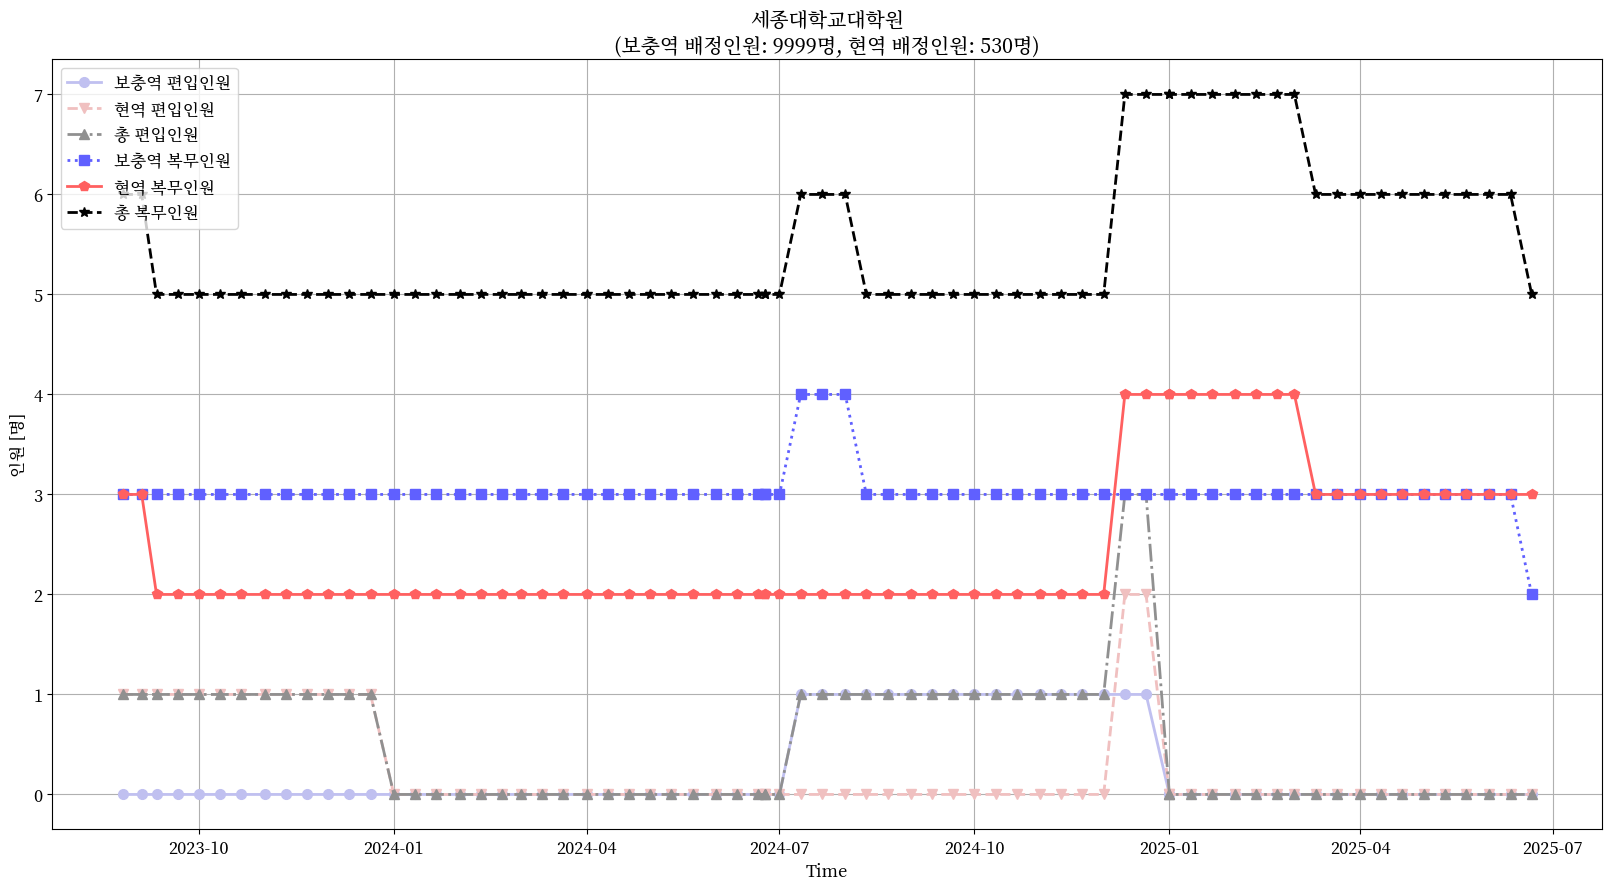 세종대학교대학원
(보충역 배정인원: 9999명, 현역 배정인원: 530명)
보충역 편입인원
현역 편입인원
총 편입인원
보충역 복무인원
현역 복무인원
총 복무인원
인원 [명]
7
6
5
4
3
2
1
0
2023-10
2024-01
2024-04
2024-07
2024-10
2025-01
2025-04
2025-07
Time